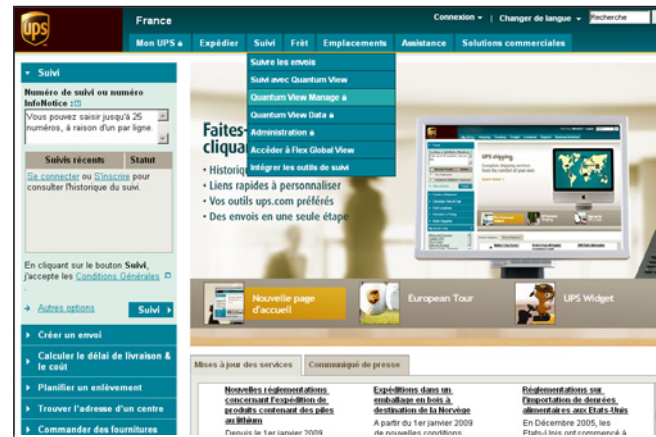 ups
France
Connexion | Changer de langue
Recherche
Mon UPS Expédier Suivi Frèt Emplacements Assistance Solutions commerciales
Suivre les envois
Suivi avec Quantum View
Quantum View Manage
Quantum View Data
Administration
Accéder à Flex Global View
Intégrer les outils de suivi
Suivi
Numéro de suivi ou numéro
InfoNotice :
Vous pouvez saisir jusqu'à 25
numéros, à raison d'un par ligne.
Suivis récents Statut
Se connecter ou S'inscrire pour
consulter l'historique du suivi.
En cliquant sur le bouton Suivi,
j'accepte les Conditions Générales
.
Autres options Suivi
Créer un envoi
Calculer le délai de livraison &
le coût
Planifier un enlèvement
Trouver l'adresse d'un centre
Commander des fournitures
Faites-
cliqua
• Historiq
• Liens rapides à personnaliser
• Vos outils ups.com préférés
• Des envois en une seule étape
UPS shipping.
Nouvelle page
d'accueil
European Tour
UPS Widget
Mises à jour des services Communiqué de presse
Nouvelles réglementations
concernant l'expédition de
produits contenant des piles
au lithium
Depuis le 1er janvier 2009
Expéditions dans un
emballage en bois à
destination de la Norvège
A partir du 1er janvier 2009
de nouvelles conditions
Réglementations sur
l'importation de denrées
alimentaires aux Etats-Unis
En Décembre 2005, les
Etats-Unis ont commencé à